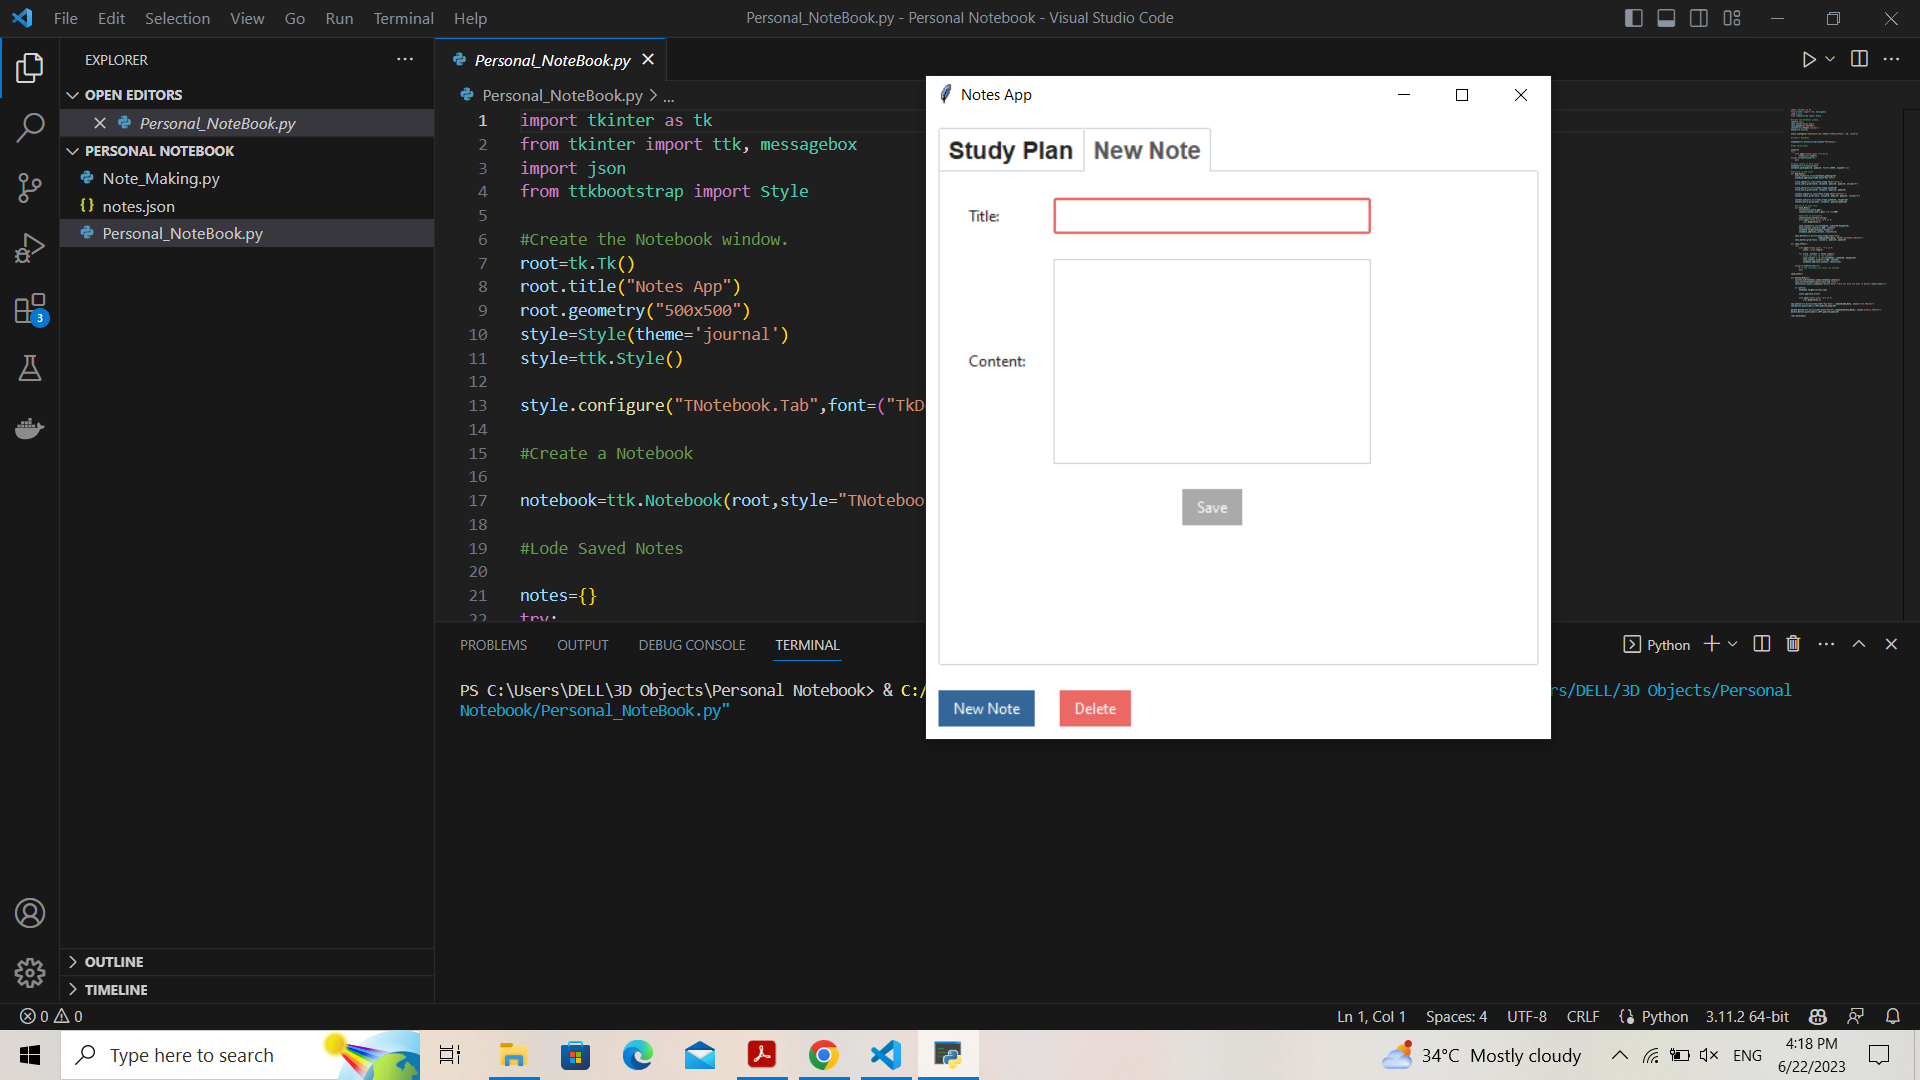 File Edit Selection View Go Run Terminal Help
Personal_NoteBook.py - Personal Notebook - Visual Studio Code
EXPLORER
OPEN EDITORS
Personal_NoteBook.py
PERSONAL NOTEBOOK
Note_Making.py
notes.json
Personal_NoteBook.py
OUTLINE
TIMELINE
3
Personal_NoteBook.py
Personal_NoteBook.py > ...
1 import tkinter as tk
2 from tkinter import ttk, messagebox
3 import json
4 from ttkbootstrap import Style
5
6 #Create the Notebook window.
7 root=tk.Tk()
8 root.title("Notes App")
9 root.geometry("500x500")
10 style=Style(theme='journal')
11 style=ttk.Style()
12
13 style.configure("TNotebook.Tab",font=("TkD
14
15 #Create a Notebook
16
17 notebook=ttk.Notebook(root,style="TNoteboo
18
19 #Lode Saved Notes
20
21 notes={}
22 try:
Notes App
Study Plan New Note
Title:
Content:
Save
New Note Delete
PROBLEMS OUTPUT DEBUG CONSOLE TERMINAL
Python
PS C:\Users\DELL\3D Objects\Personal Notebook> & C:/ rs/DELL/3D Objects/Personal
Notebook/Personal_NoteBook.py"
0 0
Ln 1, Col 1 Spaces: 4 UTF-8 CRLF Python 3.11.2 64-bit
Type here to search
34°C Mostly cloudy
ENG
4:18 PM
6/22/2023